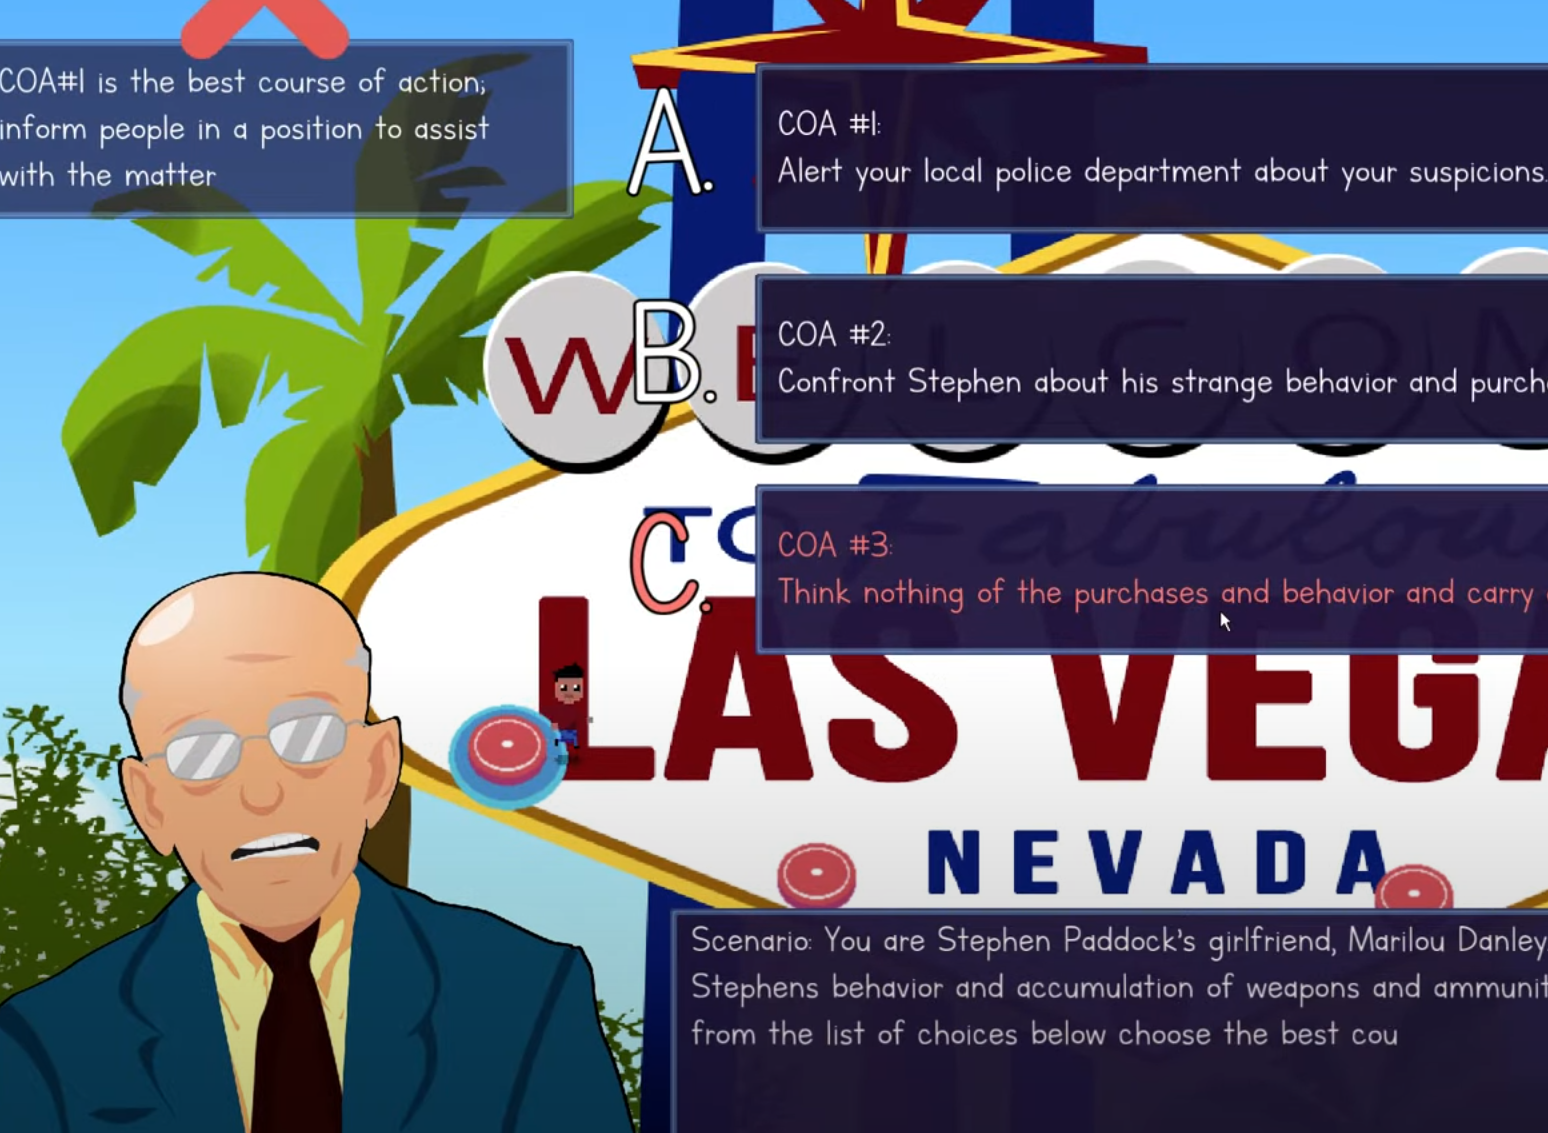 COA#1 is the best course of action;
inform people in a position to assist
with the matter
A.
COA #1:
Alert your local police department about your suspicions.
B.
COA #2:
Confront Stephen about his strange behavior and
C.
COA #3:
Think nothing of the purchases and behavior and carry
W E L C O
TO Fabulous
LAS VEGA
NEVADA
Scenario: You are Stephen Paddock's girlfriend, Marilou Danley
Stephens behavior and accumulation of weapons and
from the list of choices below choose the best cou